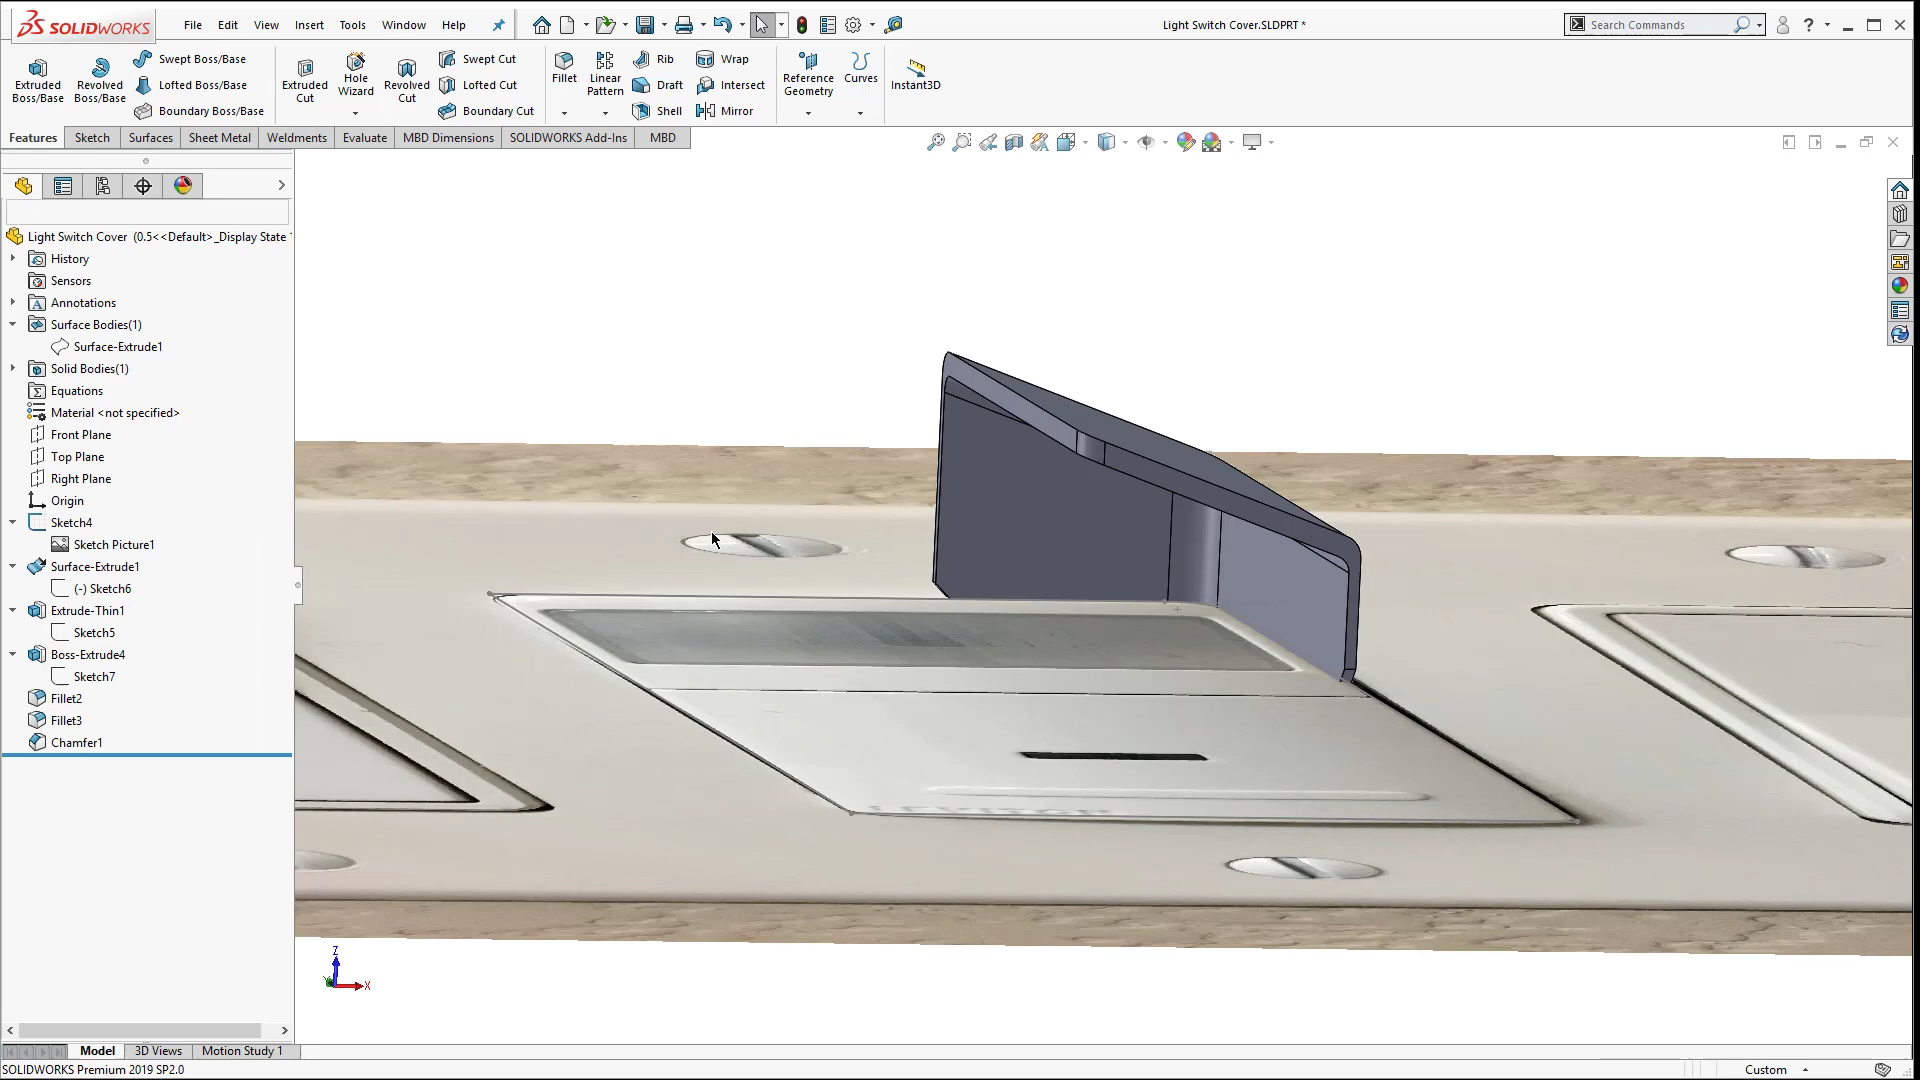 SOLIDWORKS
File Edit View Insert Tools Window Help
Light Switch Cover.SLDPRT *
Search Commands
?
Extruded Boss/Base
Revolved Boss/Base
Swept Boss/Base
Lofted Boss/Base
Boundary Boss/Base
Extruded Cut
Hole Wizard
Revolved Cut
Swept Cut
Lofted Cut
Boundary Cut
Fillet
Linear Pattern
Rib
Draft
Shell
Wrap
Intersect
Mirror
Reference Geometry
Curves
Instant3D
Features Sketch Surfaces Sheet Metal Weldments Evaluate MBD Dimensions SOLIDWORKS Add-Ins MBD
Light Switch Cover (0.5<<Default>_Display State
History
Sensors
Annotations
Surface Bodies(1)
Surface-Extrude1
Solid Bodies(1)
Equations
Material <not specified>
Front Plane
Top Plane
Right Plane
Origin
Sketch4
Sketch Picture1
Surface-Extrude1
(-) Sketch6
Extrude-Thin1
Sketch5
Boss-Extrude4
Sketch7
Fillet2
Fillet3
Chamfer1
Z
X
Model 3D Views Motion Study 1
SOLIDWORKS Premium 2019 SP2.0
Custom